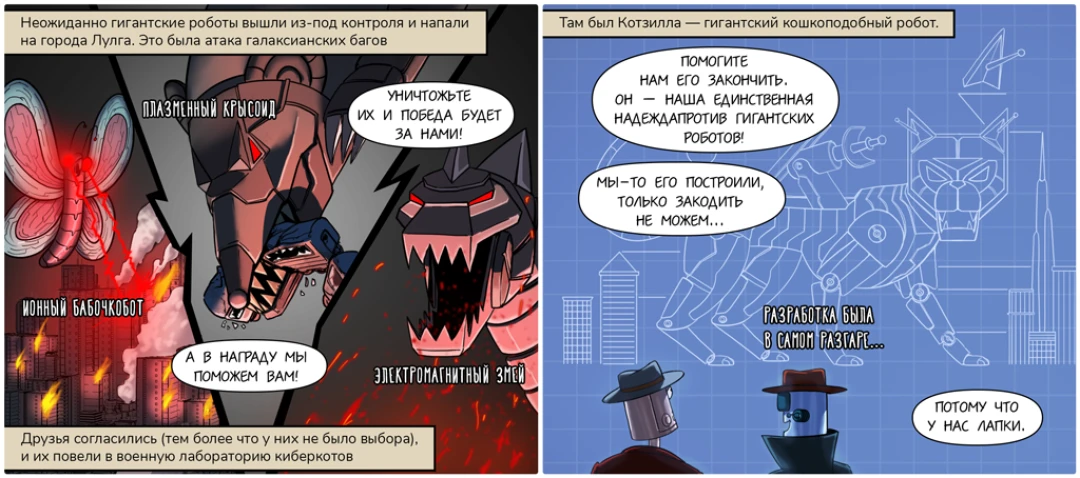 Неожиданно гигантские роботы вышли из-под контроля и напали
на города Лулга. Это была атака галаксианских багов
ПЛАЗМЕННЫЙ КРЫСОИД
УНИЧТОЖЬТЕ
ИХ И ПОБЕДА БУДЕТ
ЗА НАМИ!
ИОННЫЙ БАБОЧКОБОТ
А В НАГРАДУ МЫ
ПОМОЖЕМ ВАМ!
ЭЛЕКТРОМАГНИТНЫЙ ЗМЕЙ
Друзья согласились (тем более что у них не было выбора),
и их повели в военную лабораторию киберкотов
Там был Котзилла — гигантский кошкоподобный робот.
ПОМОГИТЕ
НАМ ЕГО ЗАКОНЧИТЬ.
ОН — НАША ЕДИНСТВЕННАЯ
НАДЕЖДАПРОТИВ ГИГАНТСКИХ
РОБОТОВ!
МЫ-ТО ЕГО ПОСТРОИЛИ,
ТОЛЬКО ЗАКОДИТЬ
НЕ МОЖЕМ...
РАЗРАБОТКА БЫЛА
В САМОМ РАЗГАРЕ...
ПОТОМУ ЧТО
У НАС ЛАПКИ.